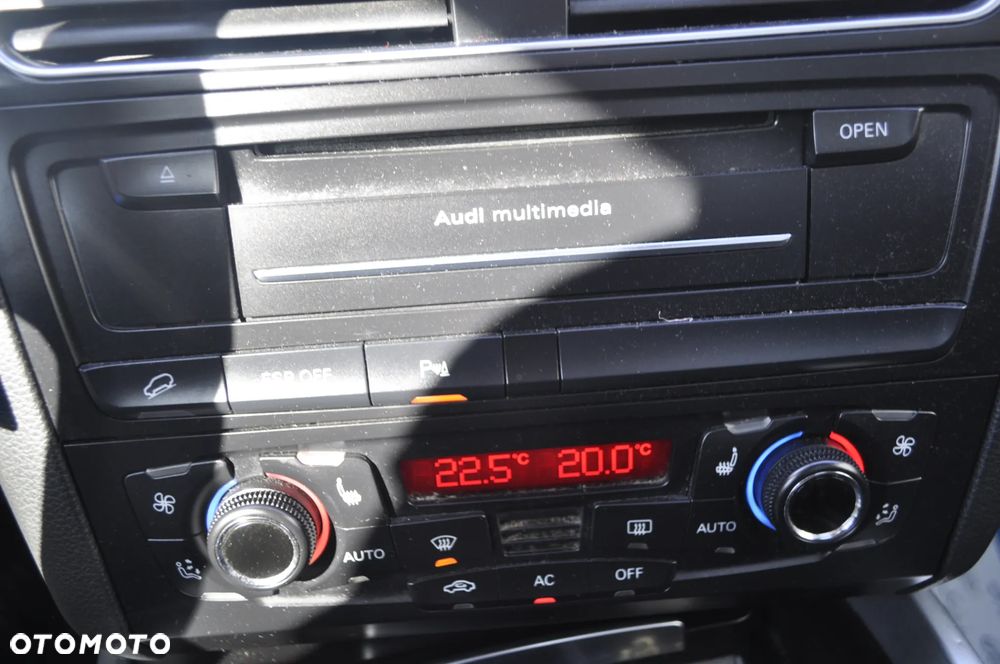 OPEN
Audi multimedia
ESP OFF
P
22.5°C 20.0°C
AUTO
AUTO
AC
OFF
OTOMOTO